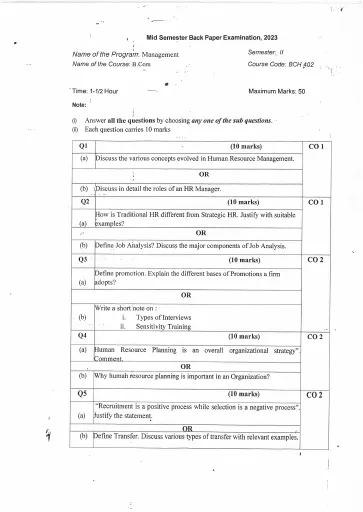 Mid Semester Back Paper Examination, 2023
Name of the Program: Management Semester: II
Name of the Course: B.Com Course Code: BCH 402
Time: 1-1/2 Hour Maximum Marks: 50
Note:
(i) Answer all the questions by choosing any one of the sub questions.
(ii) Each question carries 10 marks
Q1 (10 marks) CO 1
(a) Discuss the various concepts evolved in Human Resource Management.
OR
(b) Discuss in detail the roles of an HR Manager.
Q2 (10 marks) CO 1
How is Traditional HR different from Strategic HR. Justify with suitable
(a) examples?
OR
(b) Define Job Analysis? Discuss the major components of Job Analysis.
Q3 (10 marks) CO 2
Define promotion. Explain the different bases of Promotions a firm
(a) adopts?
OR
Write a short note on :
(b) i. Types of Interviews
ii. Sensitivity Training
Q4 (10 marks) CO 2
(a) Human Resource Planning is an overall organizational strategy".
Comment.
OR
(b) Why human resource planning is important in an Organization?
Q5 (10 marks) CO 2
"Recruitment is a positive process while selection is a negative process".
(a) Justify the statement.
OR
(b) Define Transfer. Discuss various types of transfer with relevant examples.